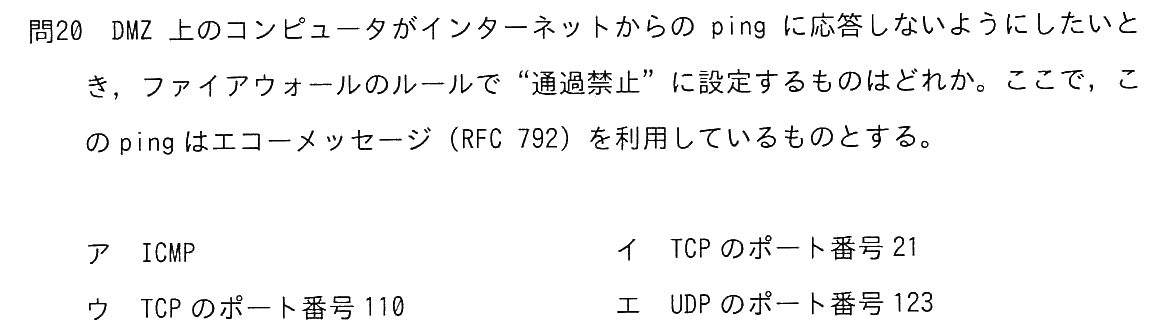 問20 DMZ 上のコンピュータがインターネットからの ping に応答しないようにしたいと
き，ファイアウォールのルールで“通過禁止”に設定するものはどれか。ここで，こ
の ping はエコーメッセージ（RFC 792）を利用しているものとする。
ア ICMP イ TCP のポート番号 21
ウ TCP のポート番号 110 エ UDP のポート番号 123